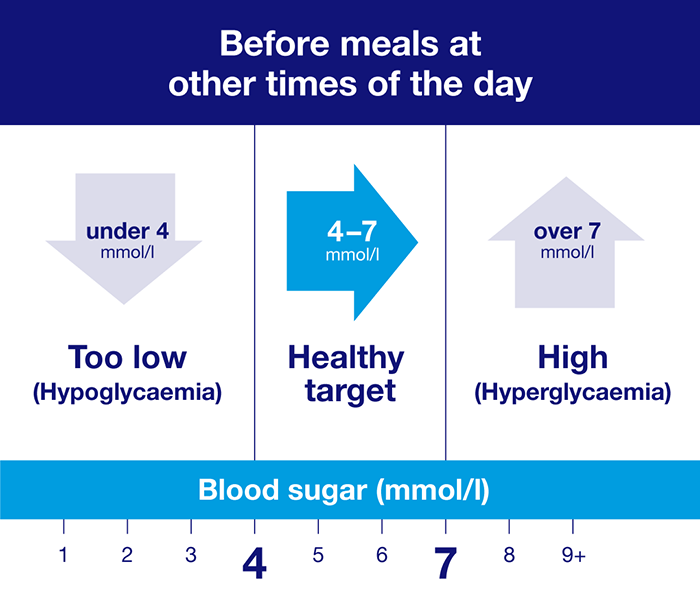 Before meals at
other times of the day
under 4
mmol/l
4–7
mmol/l
over 7
mmol/l
Too low
(Hypoglycaemia)
Healthy
target
High
(Hyperglycaemia)
Blood sugar (mmol/l)
1 2 3 4 5 6 7 8 9+